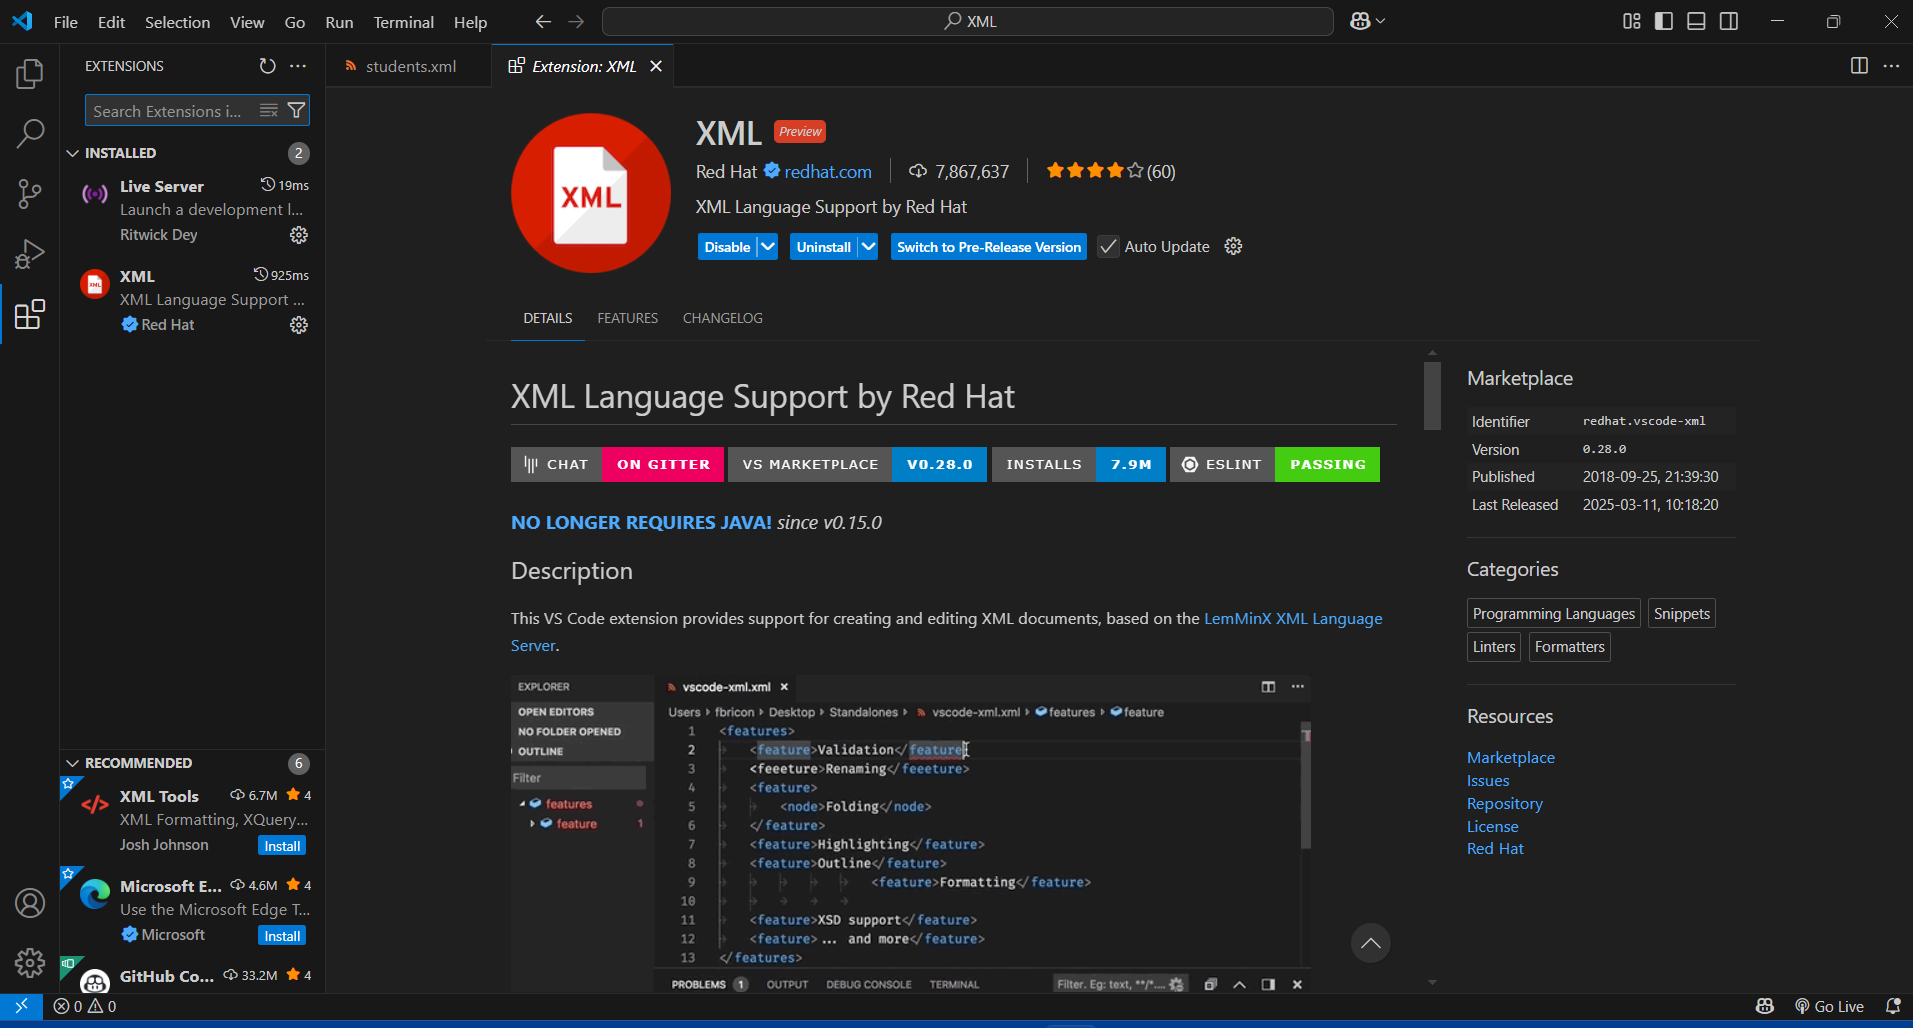 File Edit Selection View Go Run Terminal Help
XML
EXTENSIONS
Search Extensions i...
INSTALLED 2
Live Server 19ms
Launch a development l...
Ritwick Dey
XML 925ms
XML Language Support ...
Red Hat
RECOMMENDED 6
XML Tools 6.7M 4
XML Formatting, XQuery...
Josh Johnson Install
Microsoft E... 4.6M 4
Use the Microsoft Edge T...
Microsoft Install
GitHub Co... 33.2M 4
students.xml Extension: XML
XML
XML Preview
Red Hat redhat.com 7,867,637 (60)
XML Language Support by Red Hat
Disable Uninstall Switch to Pre-Release Version Auto Update
DETAILS FEATURES CHANGELOG
XML Language Support by Red Hat
CHAT ON GITTER VS MARKETPLACE V0.28.0 INSTALLS 7.9M ESLINT PASSING
NO LONGER REQUIRES JAVA! since v0.15.0
Description
This VS Code extension provides support for creating and editing XML documents, based on the LemMinX XML Language
Server.
EXPLORER
OPEN EDITORS
NO FOLDER OPENED
OUTLINE
Filter
features
feature 1
vscode-xml.xml
Users fbricon Desktop Standalones vscode-xml.xml features feature
1 <features>
2 <feature>Validation</feature
3 <feeeture>Renaming</feeeture>
4 <feature>
5 <node>Folding</node>
6 </feature>
7 <feature>Highlighting</feature>
8 <feature>Outline</feature>
9 <feature>Formatting</feature>
10
11 <feature>XSD support</feature>
12 <feature>... and more</feature>
13 </features>
PROBLEMS 1 OUTPUT DEBUG CONSOLE TERMINAL Filter. Eg: text, **/*....
Marketplace
Identifier redhat.vscode-xml
Version 0.28.0
Published 2018-09-25, 21:39:30
Last Released 2025-03-11, 10:18:20
Categories
Programming Languages Snippets
Linters Formatters
Resources
Marketplace
Issues
Repository
License
Red Hat
0 0 Go Live